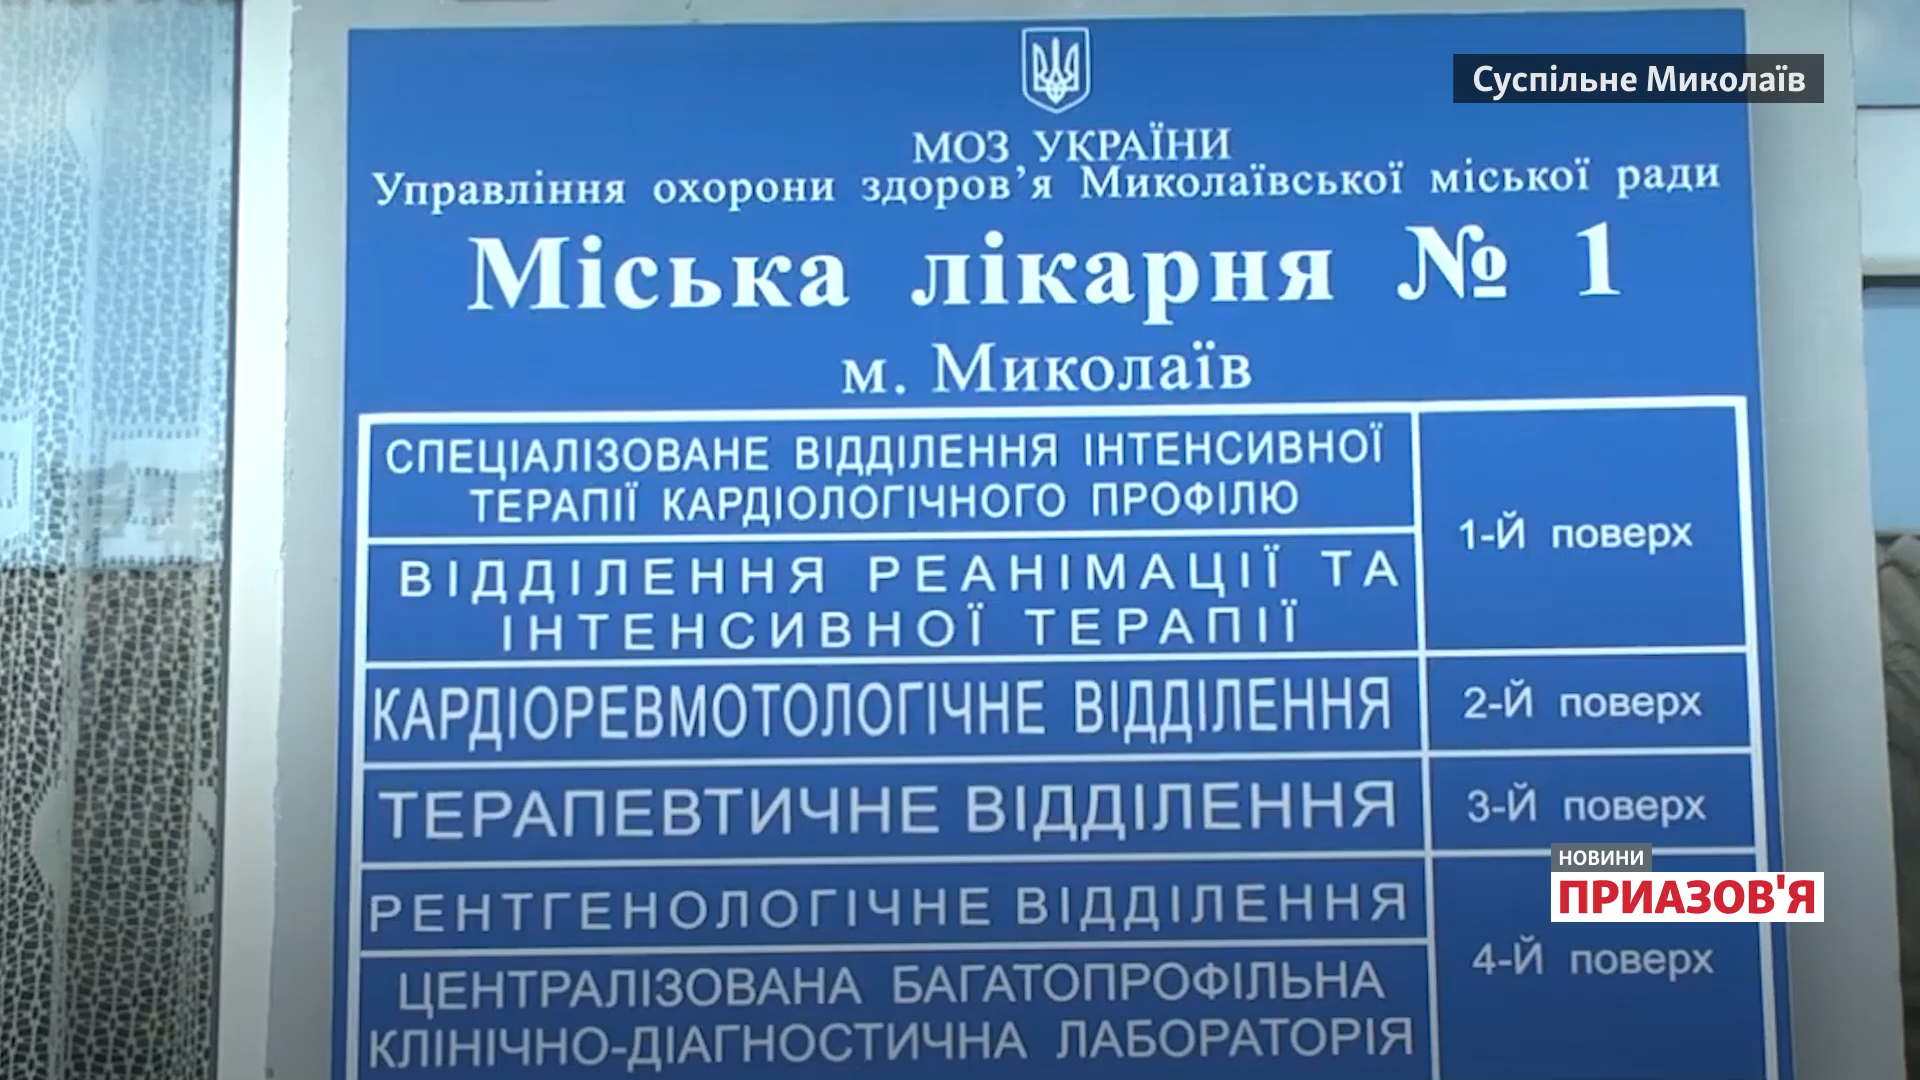 Суспільне Миколаїв
МОЗ УКРАЇНИ
Управління охорони здоров’я Миколаївської міської ради
Міська лікарня № 1
м. Миколаїв
СПЕЦІАЛІЗОВАНЕ ВІДДІЛЕННЯ ІНТЕНСИВНОЇ
ТЕРАПІЇ КАРДІОЛОГІЧНОГО ПРОФІЛЮ
1-Й поверх
ВІДДІЛЕННЯ РЕАНІМАЦІЇ ТА
ІНТЕНСИВНОЇ ТЕРАПІЇ
КАРДІОРЕВМОТОЛОГІЧНЕ ВІДДІЛЕННЯ
2-Й поверх
ТЕРАПЕВТИЧНЕ ВІДДІЛЕННЯ
3-Й поверх
НОВИНИ
ПРИАЗОВ'Я
РЕНТГЕНОЛОГІЧНЕ ВІДДІЛЕННЯ
4-Й поверх
ЦЕНТРАЛІЗОВАНА БАГАТОПРОФІЛЬНА
КЛІНІЧНО-ДІАГНОСТИЧНА ЛАБОРАТОРІЯ